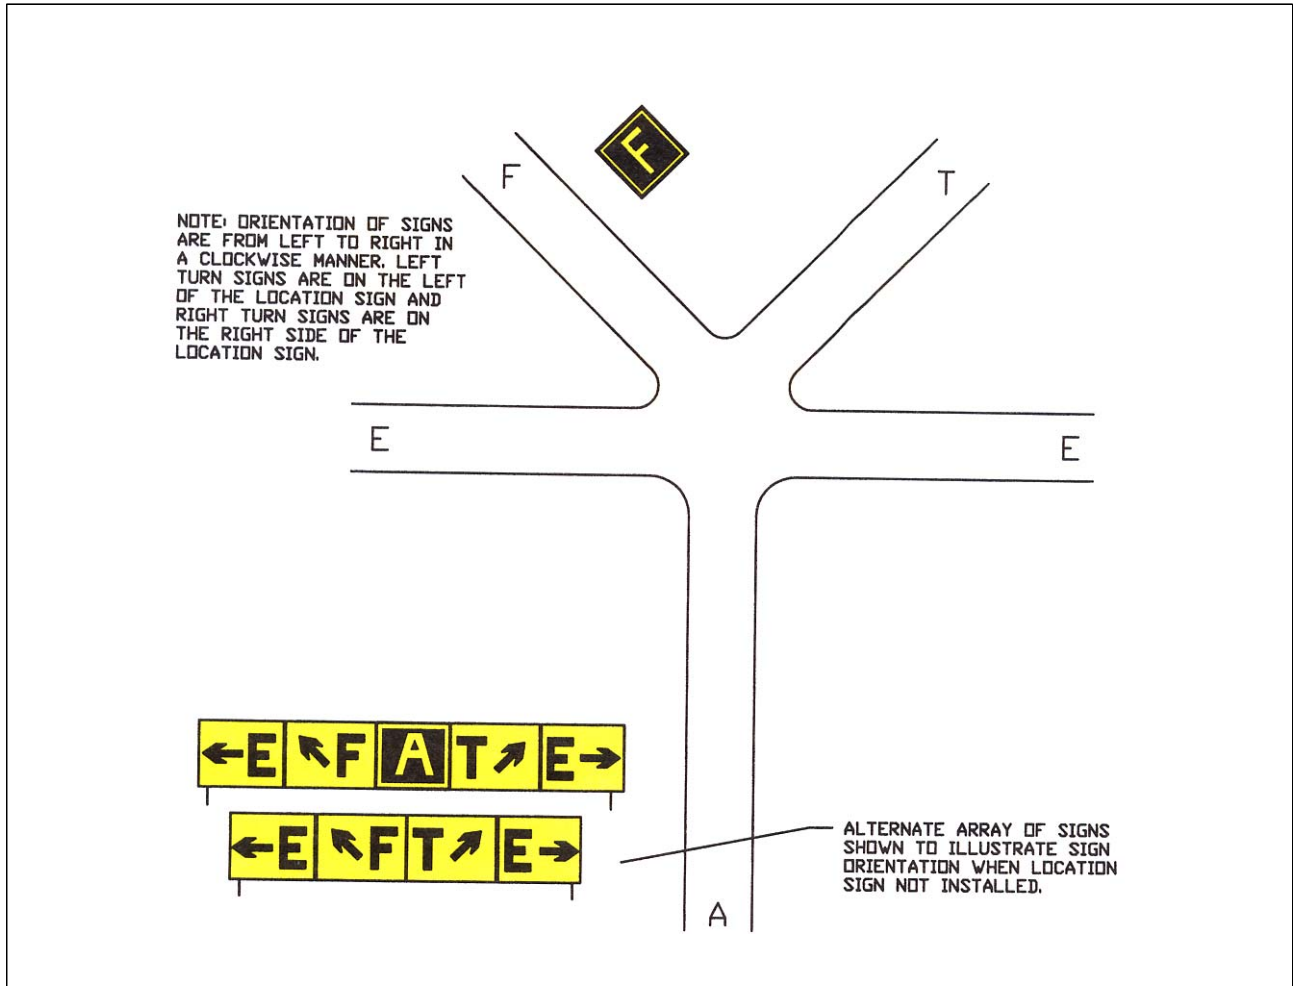 F
F
T
NOTE: ORIENTATION OF SIGNS
ARE FROM LEFT TO RIGHT IN
A CLOCKWISE MANNER. LEFT
TURN SIGNS ARE ON THE LEFT
OF THE LOCATION SIGN AND
RIGHT TURN SIGNS ARE ON
THE RIGHT SIDE OF THE
LOCATION SIGN.
E
E
←E ↖F A T↗ E→
←E ↖F T↗ E→
ALTERNATE ARRAY OF SIGNS
SHOWN TO ILLUSTRATE SIGN
ORIENTATION WHEN LOCATION
SIGN NOT INSTALLED.
A